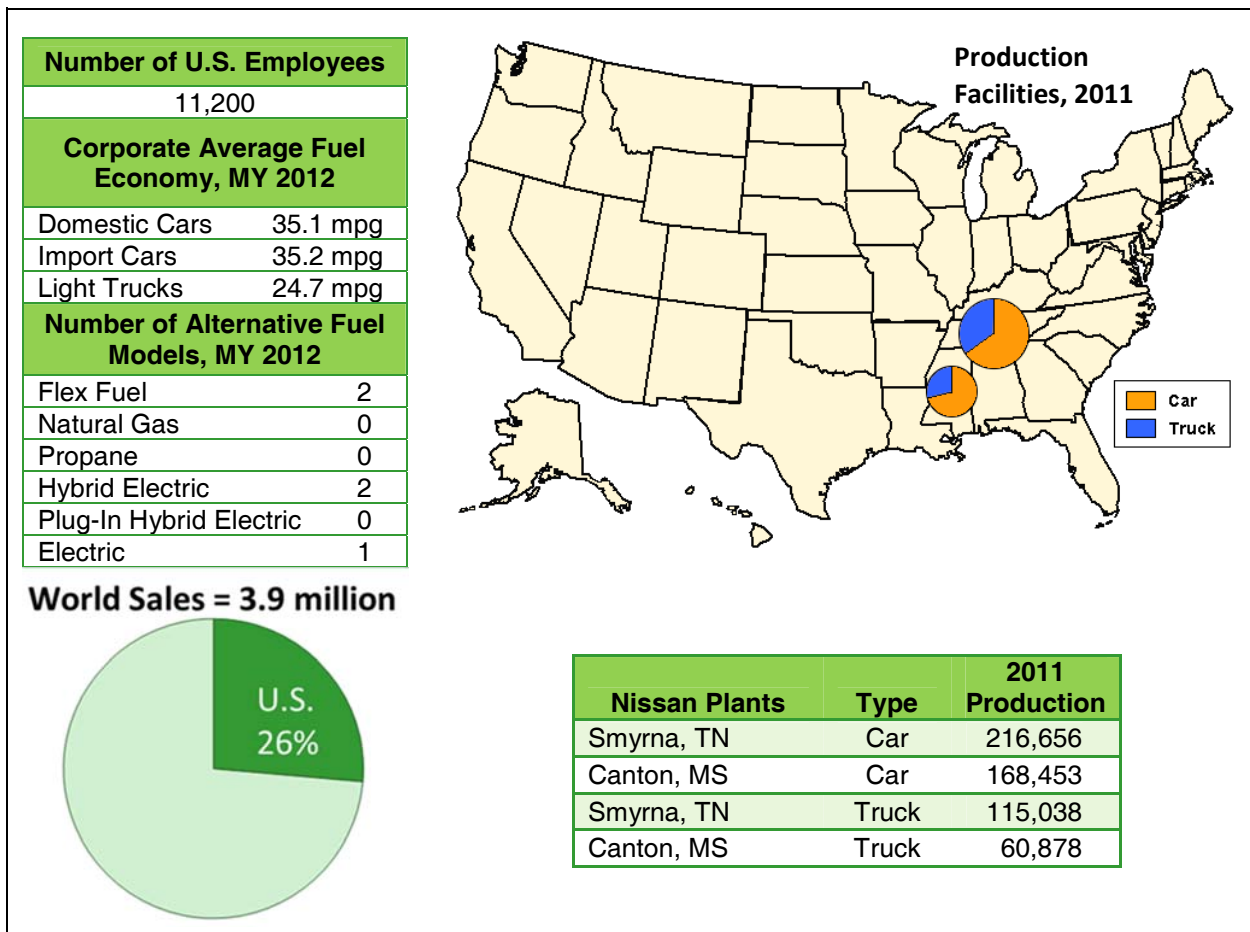 Number of U.S. Employees
11,200
Corporate Average Fuel
Economy, MY 2012
Domestic Cars 35.1 mpg
Import Cars 35.2 mpg
Light Trucks 24.7 mpg
Number of Alternative Fuel
Models, MY 2012
Flex Fuel 2
Natural Gas 0
Propane 0
Hybrid Electric 2
Plug-In Hybrid Electric 0
Electric 1
World Sales = 3.9 million
U.S.
26%
Production
Facilities, 2011
Car
Truck
2011
Nissan Plants Type Production
Smyrna, TN Car 216,656
Canton, MS Car 168,453
Smyrna, TN Truck 115,038
Canton, MS Truck 60,878